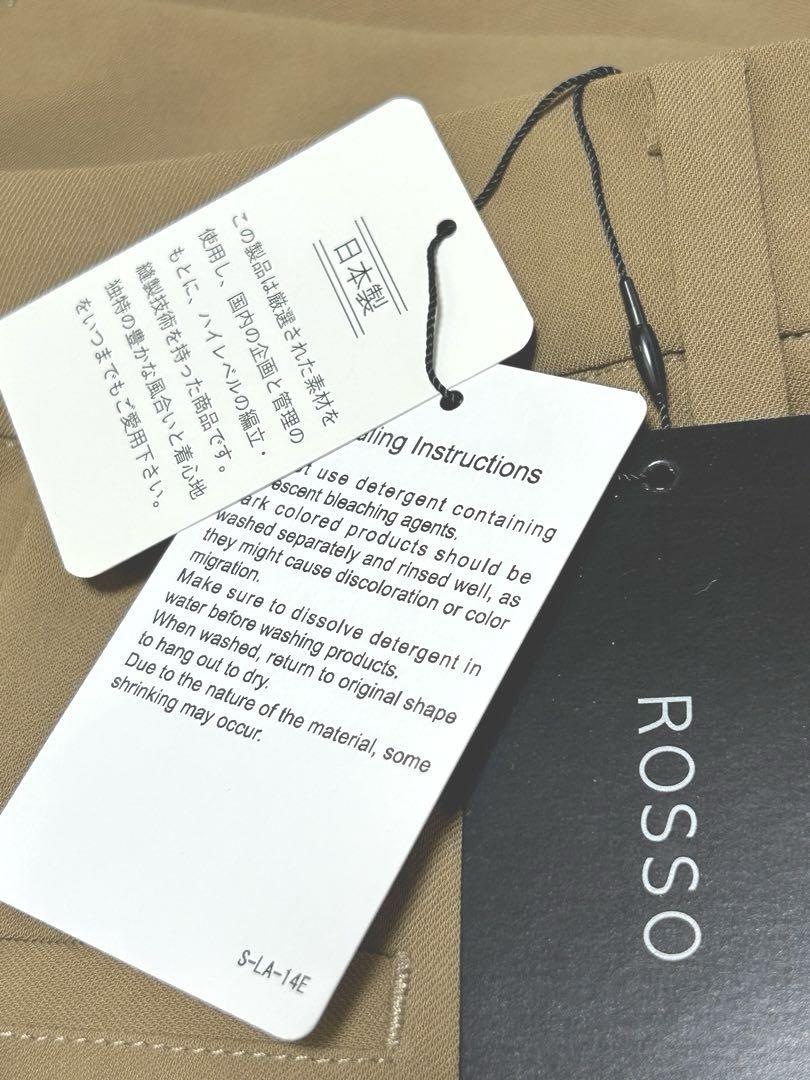 日本製
この製品は厳選された素材を
使用し、国内の企画と管理の
もとに、ハイレベルの編立・
縫製技術を持った商品です。
独特の豊かな風合いと着心地
をいつまでもご愛用下さい。
Instructions
use detergent containing
bleaching agents.
colored products should be
washed separately and rinsed well, as
they might cause discoloration or color
migration.
Make sure to dissolve detergent in
water before washing products.
When washed, return to original shape
to hang out to dry.
Due to the nature of the material, some
shrinking may occur.
S-LA-14E
ROSSO